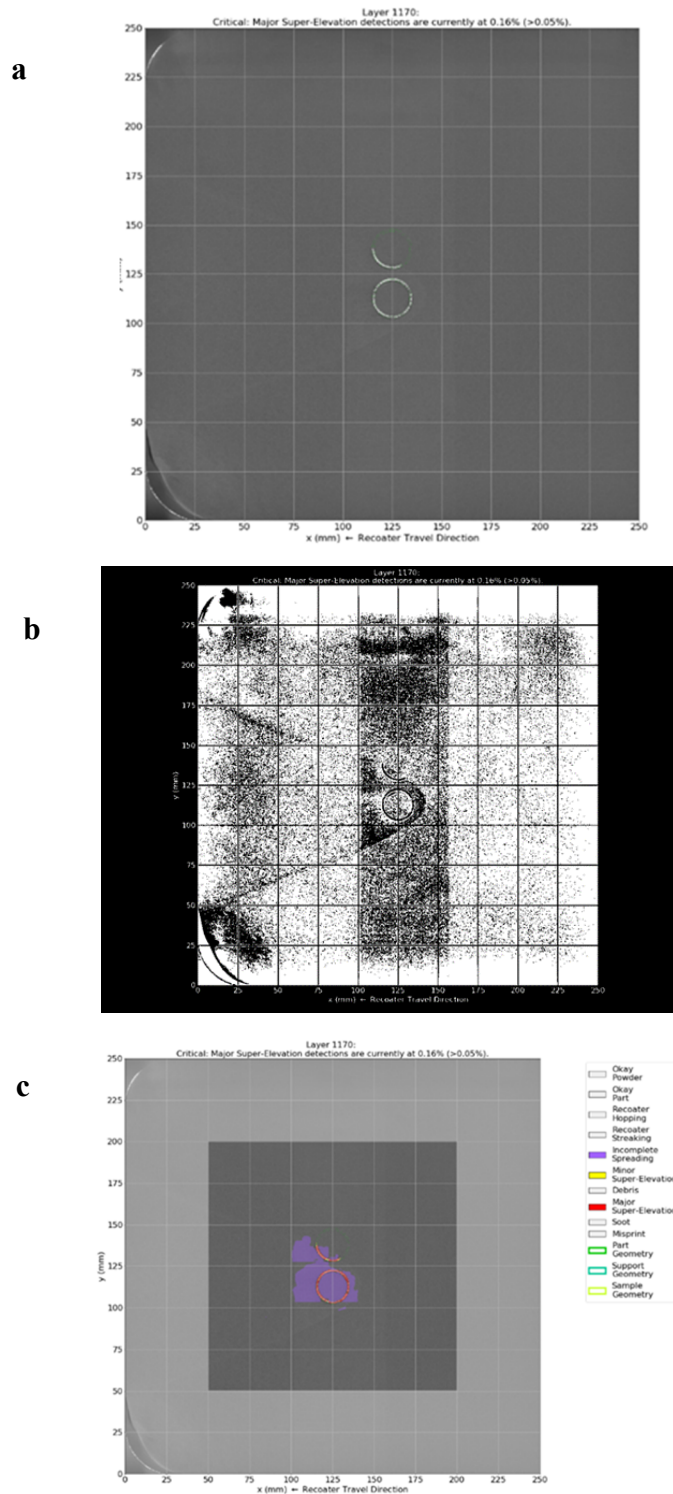 a
Layer 1170:
Critical: Major Super-Elevation detections are currently at 0.16% (>0.05%).
250
225
200
175
150
125
100
75
50
25
0
0 25 50 75 100 125 150 175 200 225 250
x (mm) ← Recoater Travel Direction
b
Layer 1170:
Critical: Major Super-Elevation detections are currently at 0.16% (>0.05%).
250
225
200
175
150
125
100
75
50
25
0
y (mm)
0 25 50 75 100 125 150 175 200 225 250
x (mm) ← Recoater Travel Direction
c
Layer 1170:
Critical: Major Super-Elevation detections are currently at 0.16% (>0.05%).
250
225
200
175
150
125
100
75
50
25
0
y (mm)
0 25 50 75 100 125 150 175 200 225 250
x (mm) ← Recoater Travel Direction
Okay
Powder
Okay
Part
Recoater
Hopping
Recoater
Streaking
Incomplete
Spreading
Minor
Super-Elevation
Debris
Major
Super-Elevation
Soot
Misprint
Part
Geometry
Support
Geometry
Sample
Geometry